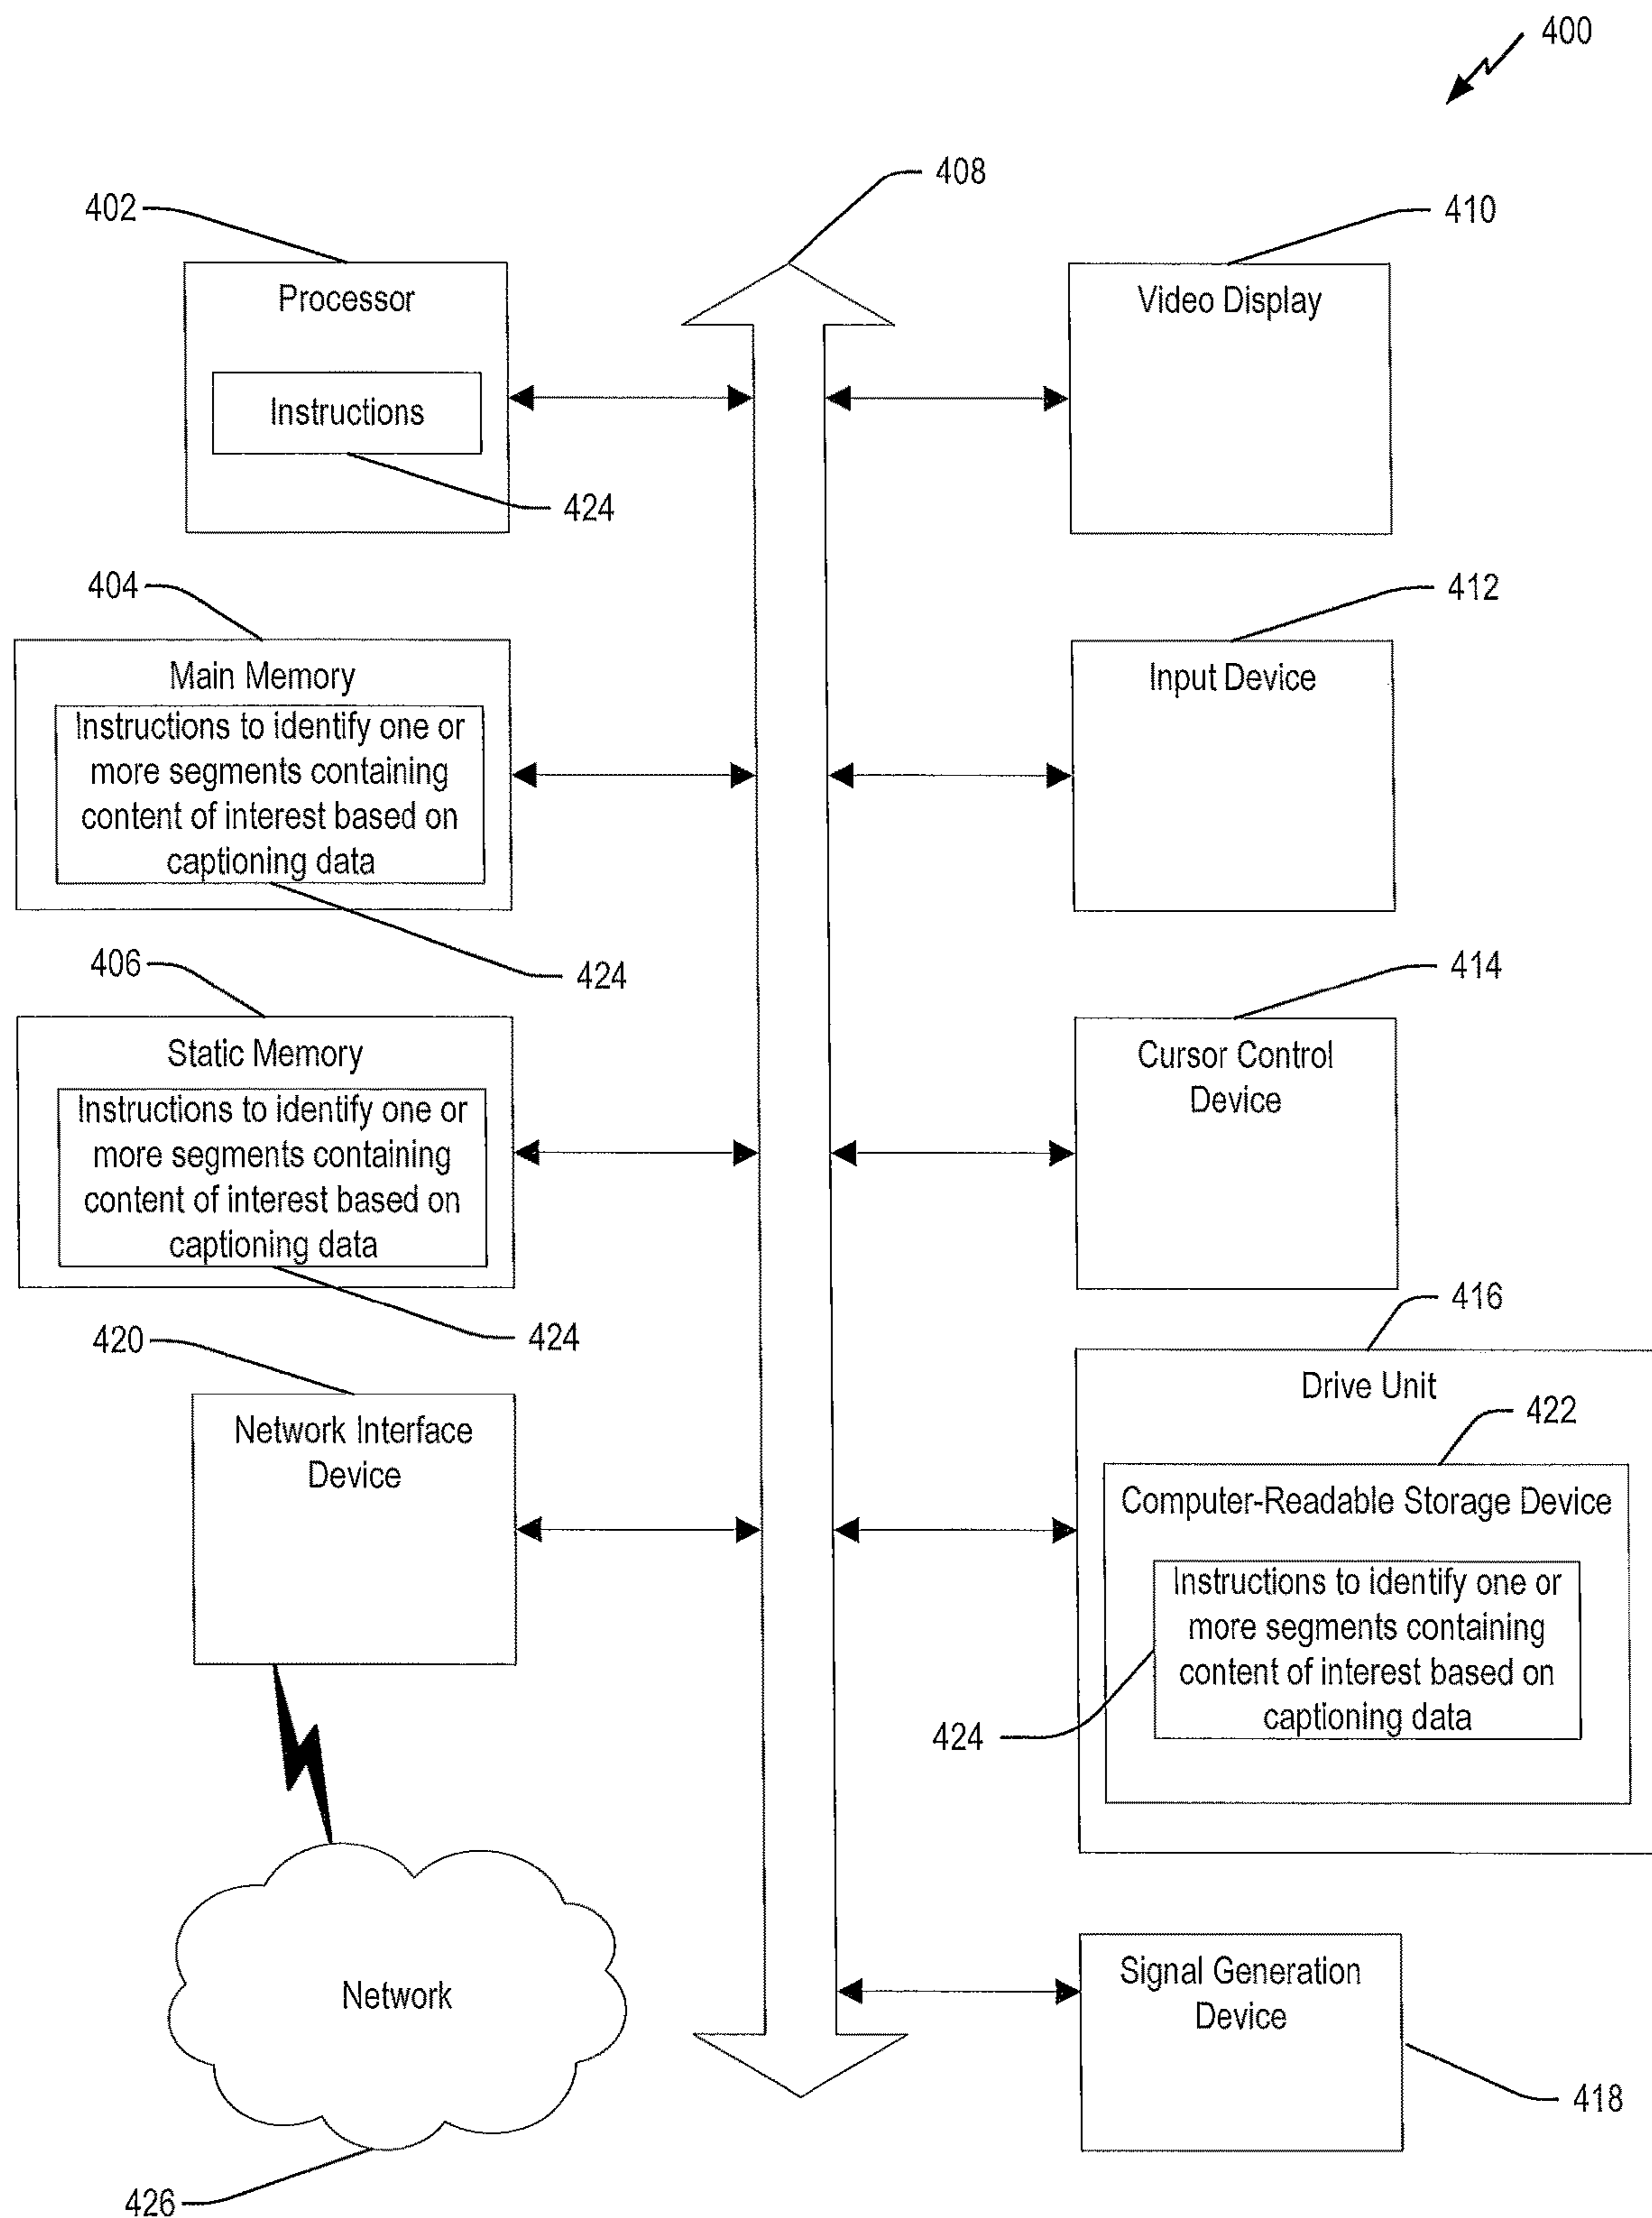 400
408
402
410
Processor
Instructions
424
Video Display
404
412
Main Memory
Instructions to identify one or
more segments containing
content of interest based on
captioning data
424
Input Device
406
414
Static Memory
Instructions to identify one or
more segments containing
content of interest based on
captioning data
424
Cursor Control
Device
420
416
Network Interface
Device
Drive Unit
422
Computer-Readable Storage Device
Instructions to identify one or
more segments containing
content of interest based on
captioning data
424
Network
426
Signal Generation
Device
418